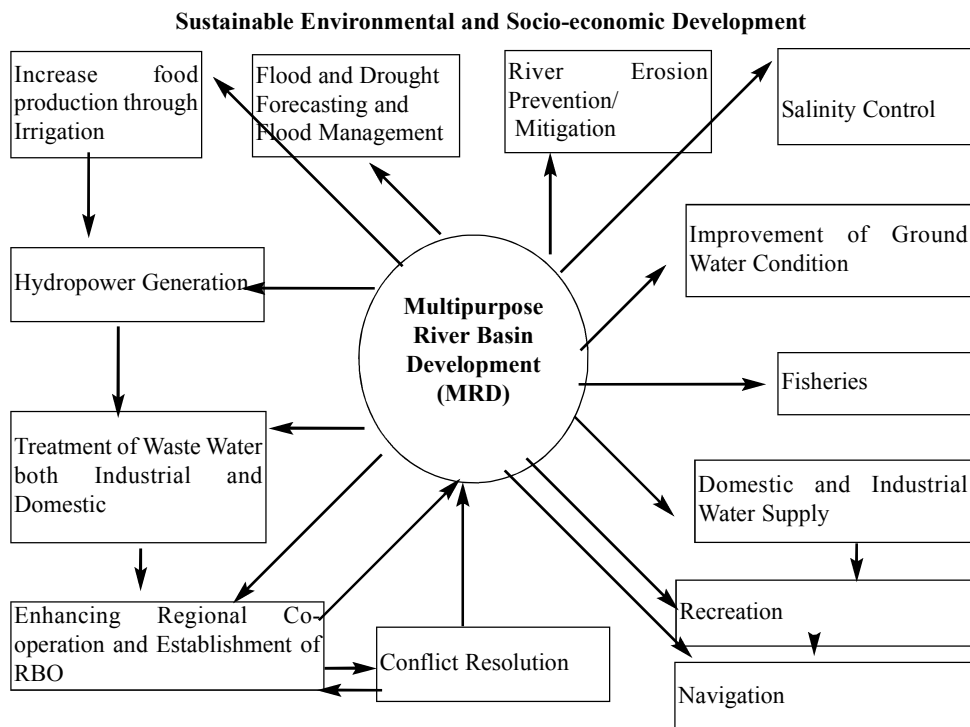 Sustainable Environmental and Socio-economic Development
Increase food
production through
Irrigation
Flood and Drought
Forecasting and
Flood Management
River Erosion
Prevention/
Mitigation
Salinity Control
Improvement of Ground
Water Condition
Hydropower Generation
Multipurpose
River Basin
Development
(MRD)
Fisheries
Treatment of Waste Water
both Industrial and
Domestic
Domestic and Industrial
Water Supply
Enhancing Regional Co-
operation and Establishment of
RBO
Conflict Resolution
Recreation
Navigation